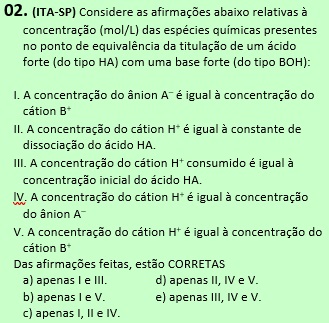 02. (ITA-SP) Considere as afirmações abaixo relativas à
concentração (mol/L) das espécies químicas presentes
no ponto de equivalência da titulação de um ácido
forte (do tipo HA) com uma base forte (do tipo BOH):
I. A concentração do ânion A⁻ é igual à concentração do
cátion B⁺
II. A concentração do cátion H⁺ é igual à constante de
dissociação do ácido HA.
III. A concentração do cátion H⁺ consumido é igual à
concentração inicial do ácido HA.
IV. A concentração do cátion H⁺ é igual à concentração
do ânion A⁻
V. A concentração do cátion H⁺ é igual à concentração do
cátion B⁺
Das afirmações feitas, estão CORRETAS
a) apenas I e III. d) apenas II, IV e V.
b) apenas I e V. e) apenas III, IV e V.
c) apenas I, II e IV.